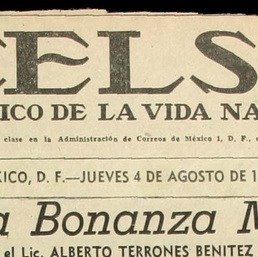 CELS
ICO DE LA VIDA NA
clase en la Administración de Correos de México 1, D. F.,
XICO, D. F.—JUEVES 4 DE AGOSTO DE 1
a Bonanza
el Lic. ALBERTO TERRONES BENITEZ